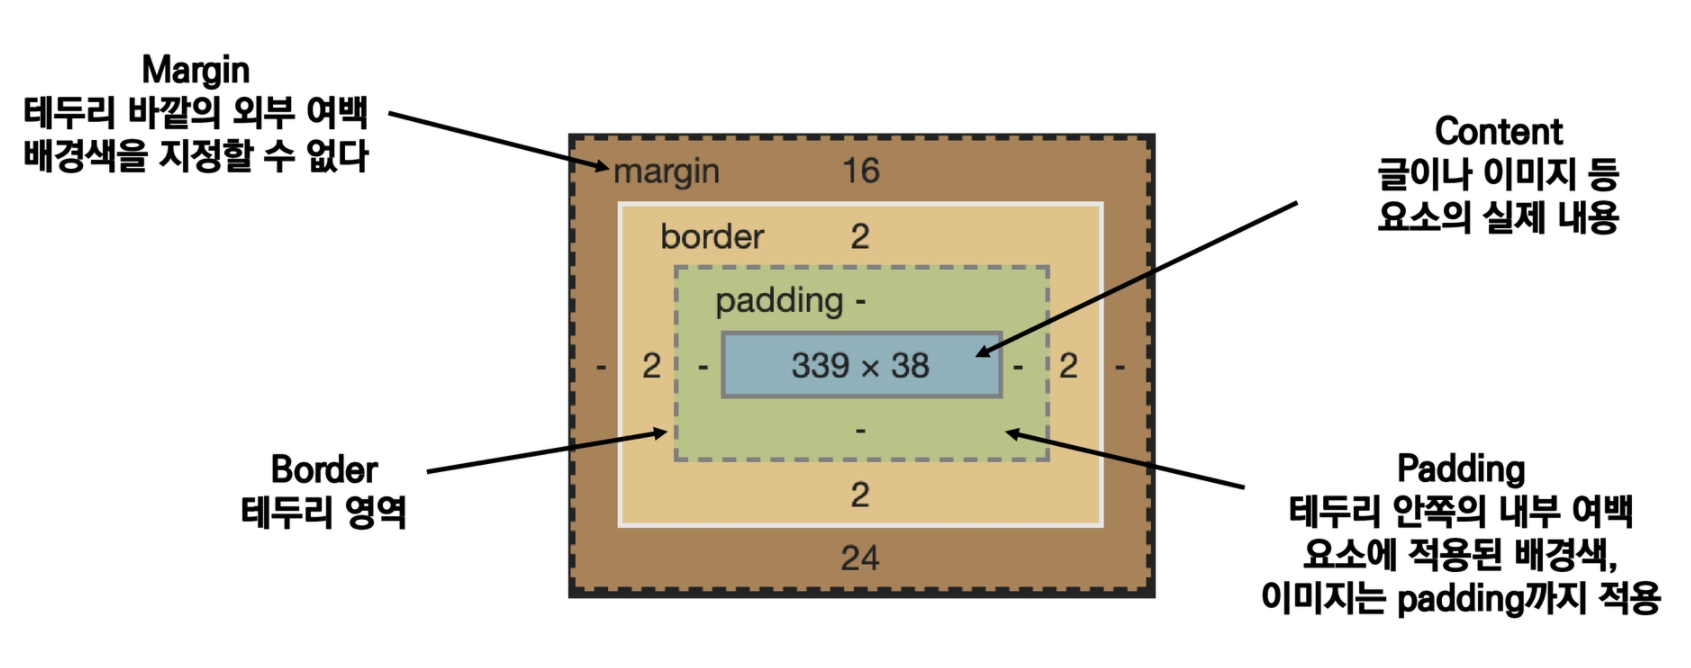 Margin
테두리 바깥의 외부 여백
배경색을 지정할 수 없다
Content
글이나 이미지 등
요소의 실제 내용
margin 16
border 2
padding -
- 2 - 339 × 38 - 2 -
-
2
24
Border
테두리 영역
Padding
테두리 안쪽의 내부 여백
요소에 적용된 배경색,
이미지는 padding까지 적용